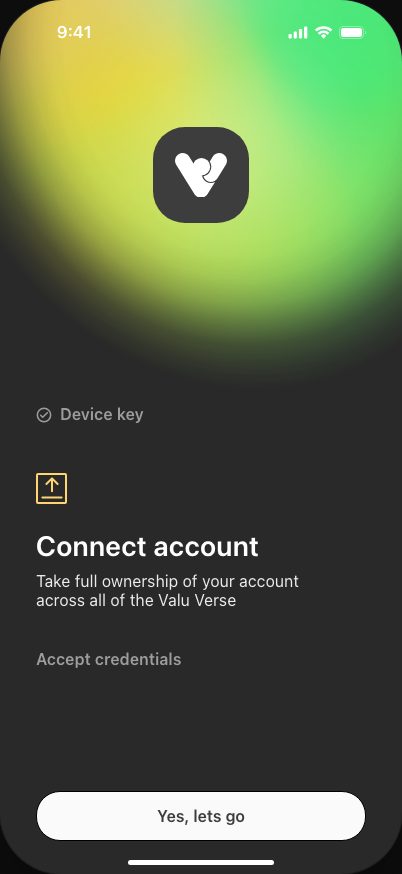 9:41
Device key
Connect account
Take full ownership of your account
across all of the Valu Verse
Accept credentials
Yes, lets go